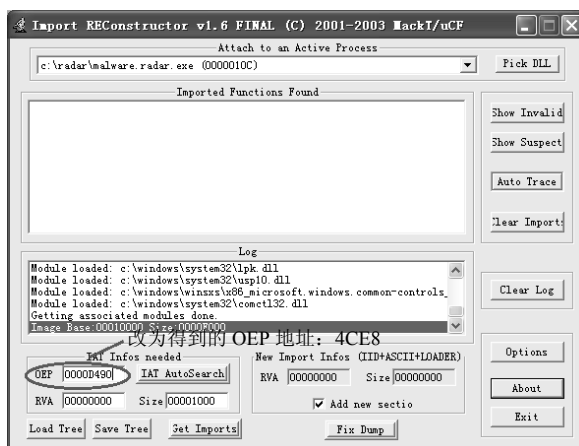 Import REConstructor v1.6 FINAL (C) 2001-2003 MackT/uCF
Attach to an Active Process
c:\radar\malware.radar.exe (0000010C)
Pick DLL
Imported Functions Found
Show Invalid
Show Suspect
Auto Trace
Clear Import
Log
Module loaded: c:\windows\system32\lpk.dll
Module loaded: c:\windows\system32\usp10.dll
Module loaded: c:\windows\winsxs\x86_microsoft.windows.common-controls_
Module loaded: c:\windows\system32\comctl32.dll
Getting associated modules done.
Image Base:00010000 Size:0000F000
Clear Log
改为得到的 OEP 地址：4CE8
IAT Infos needed
OEP 0000D490 IAT AutoSearch
RVA 00000000 Size 00001000
New Import Infos (IID+ASCII+LOADER)
RVA 00000000 Size 00000000
Add new sectio
Options
About
Exit
Load Tree Save Tree Get Imports Fix Dump